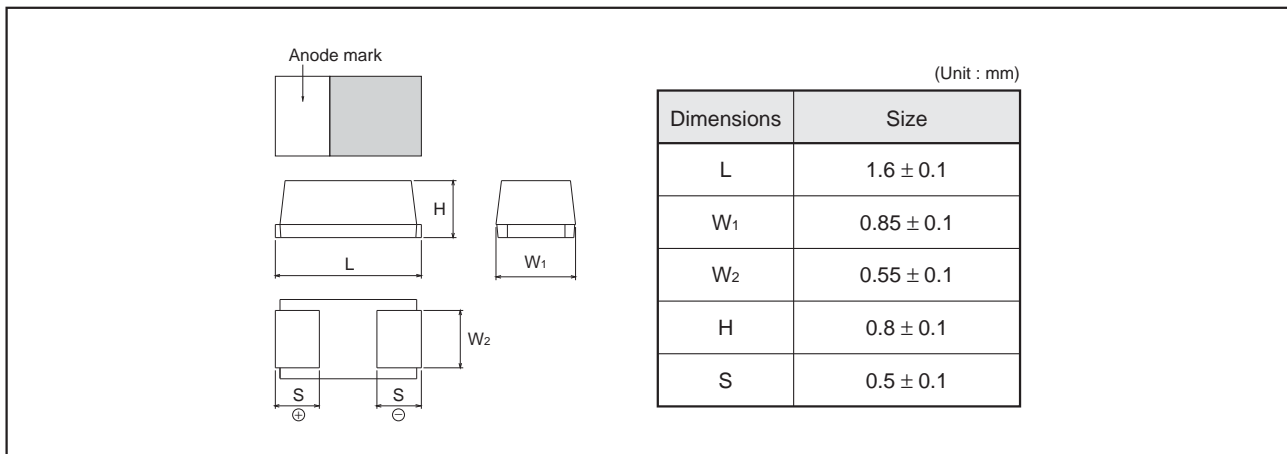 Anode mark
H
L
W1
W2
S
S
⊕
⊖
(Unit : mm)
Dimensions Size
L 1.6 ± 0.1
W1 0.85 ± 0.1
W2 0.55 ± 0.1
H 0.8 ± 0.1
S 0.5 ± 0.1